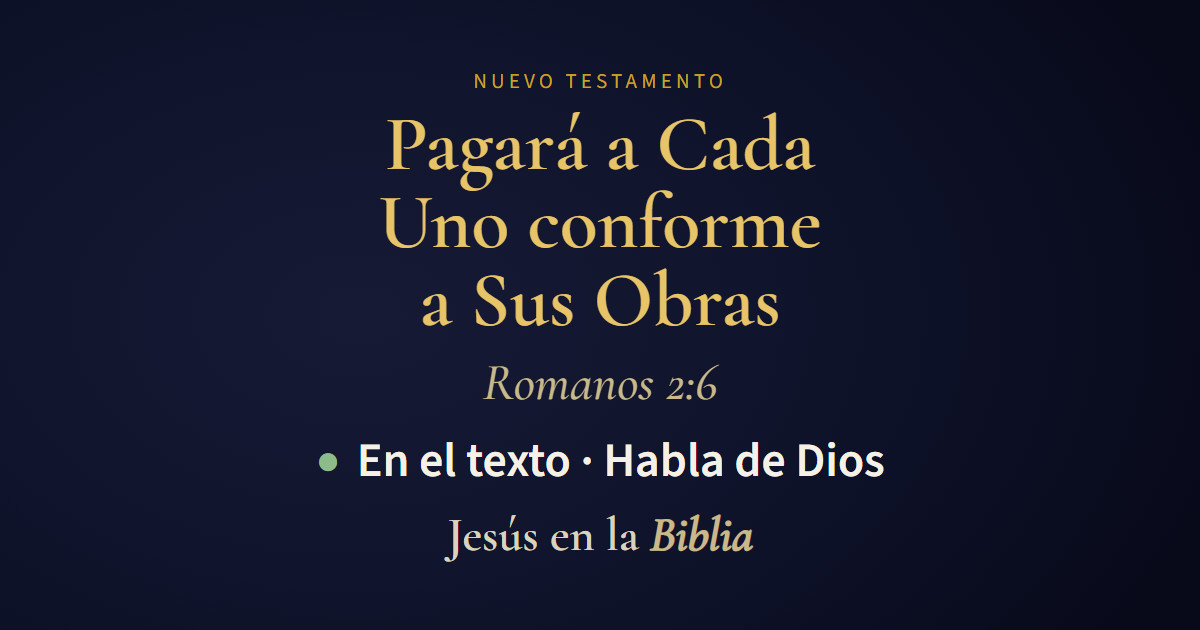 NUEVO TESTAMENTO
Pagará a Cada
Uno conforme
a Sus Obras
Romanos 2:6
• En el texto · Habla de Dios
Jesús en la Biblia